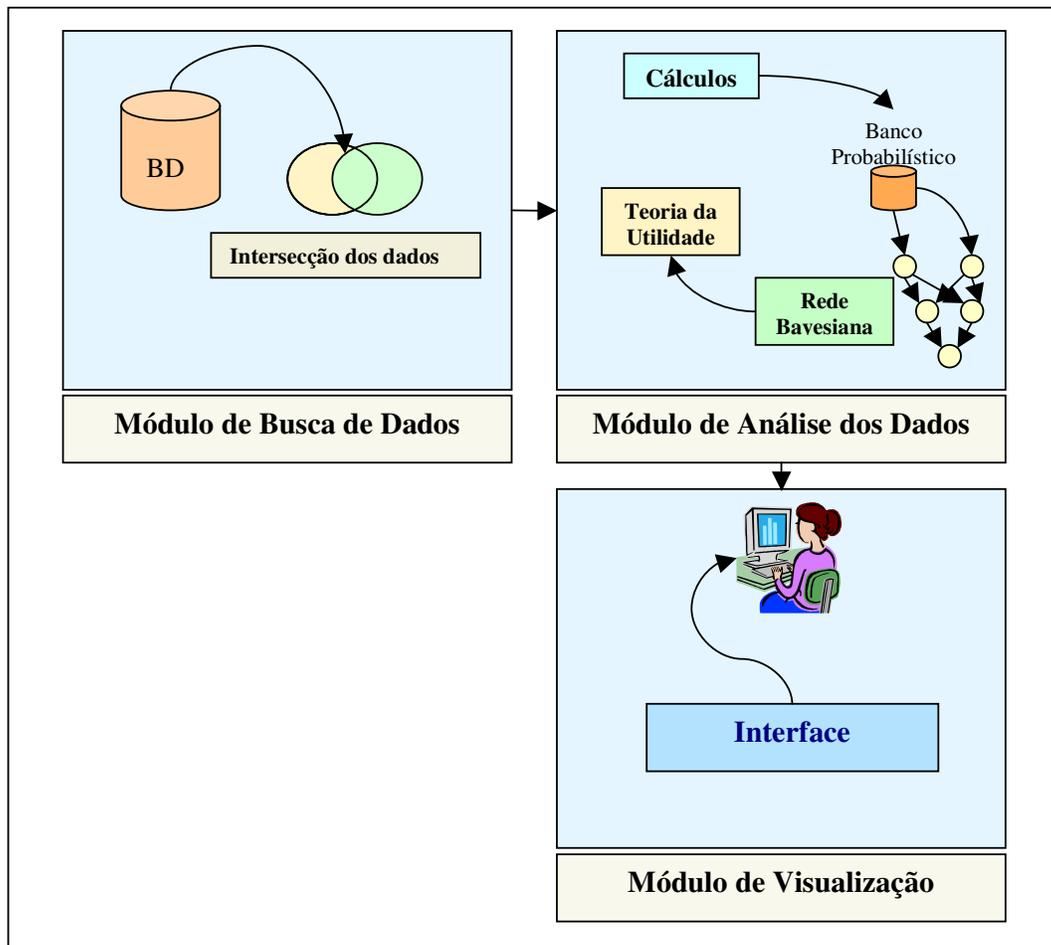 BD
Intersecção dos dados
Módulo de Busca de Dados
Cálculos
Banco
Probabilístico
Teoria da
Utilidade
Rede
Bayesiana
Módulo de Análise dos Dados
Interface
Módulo de Visualização